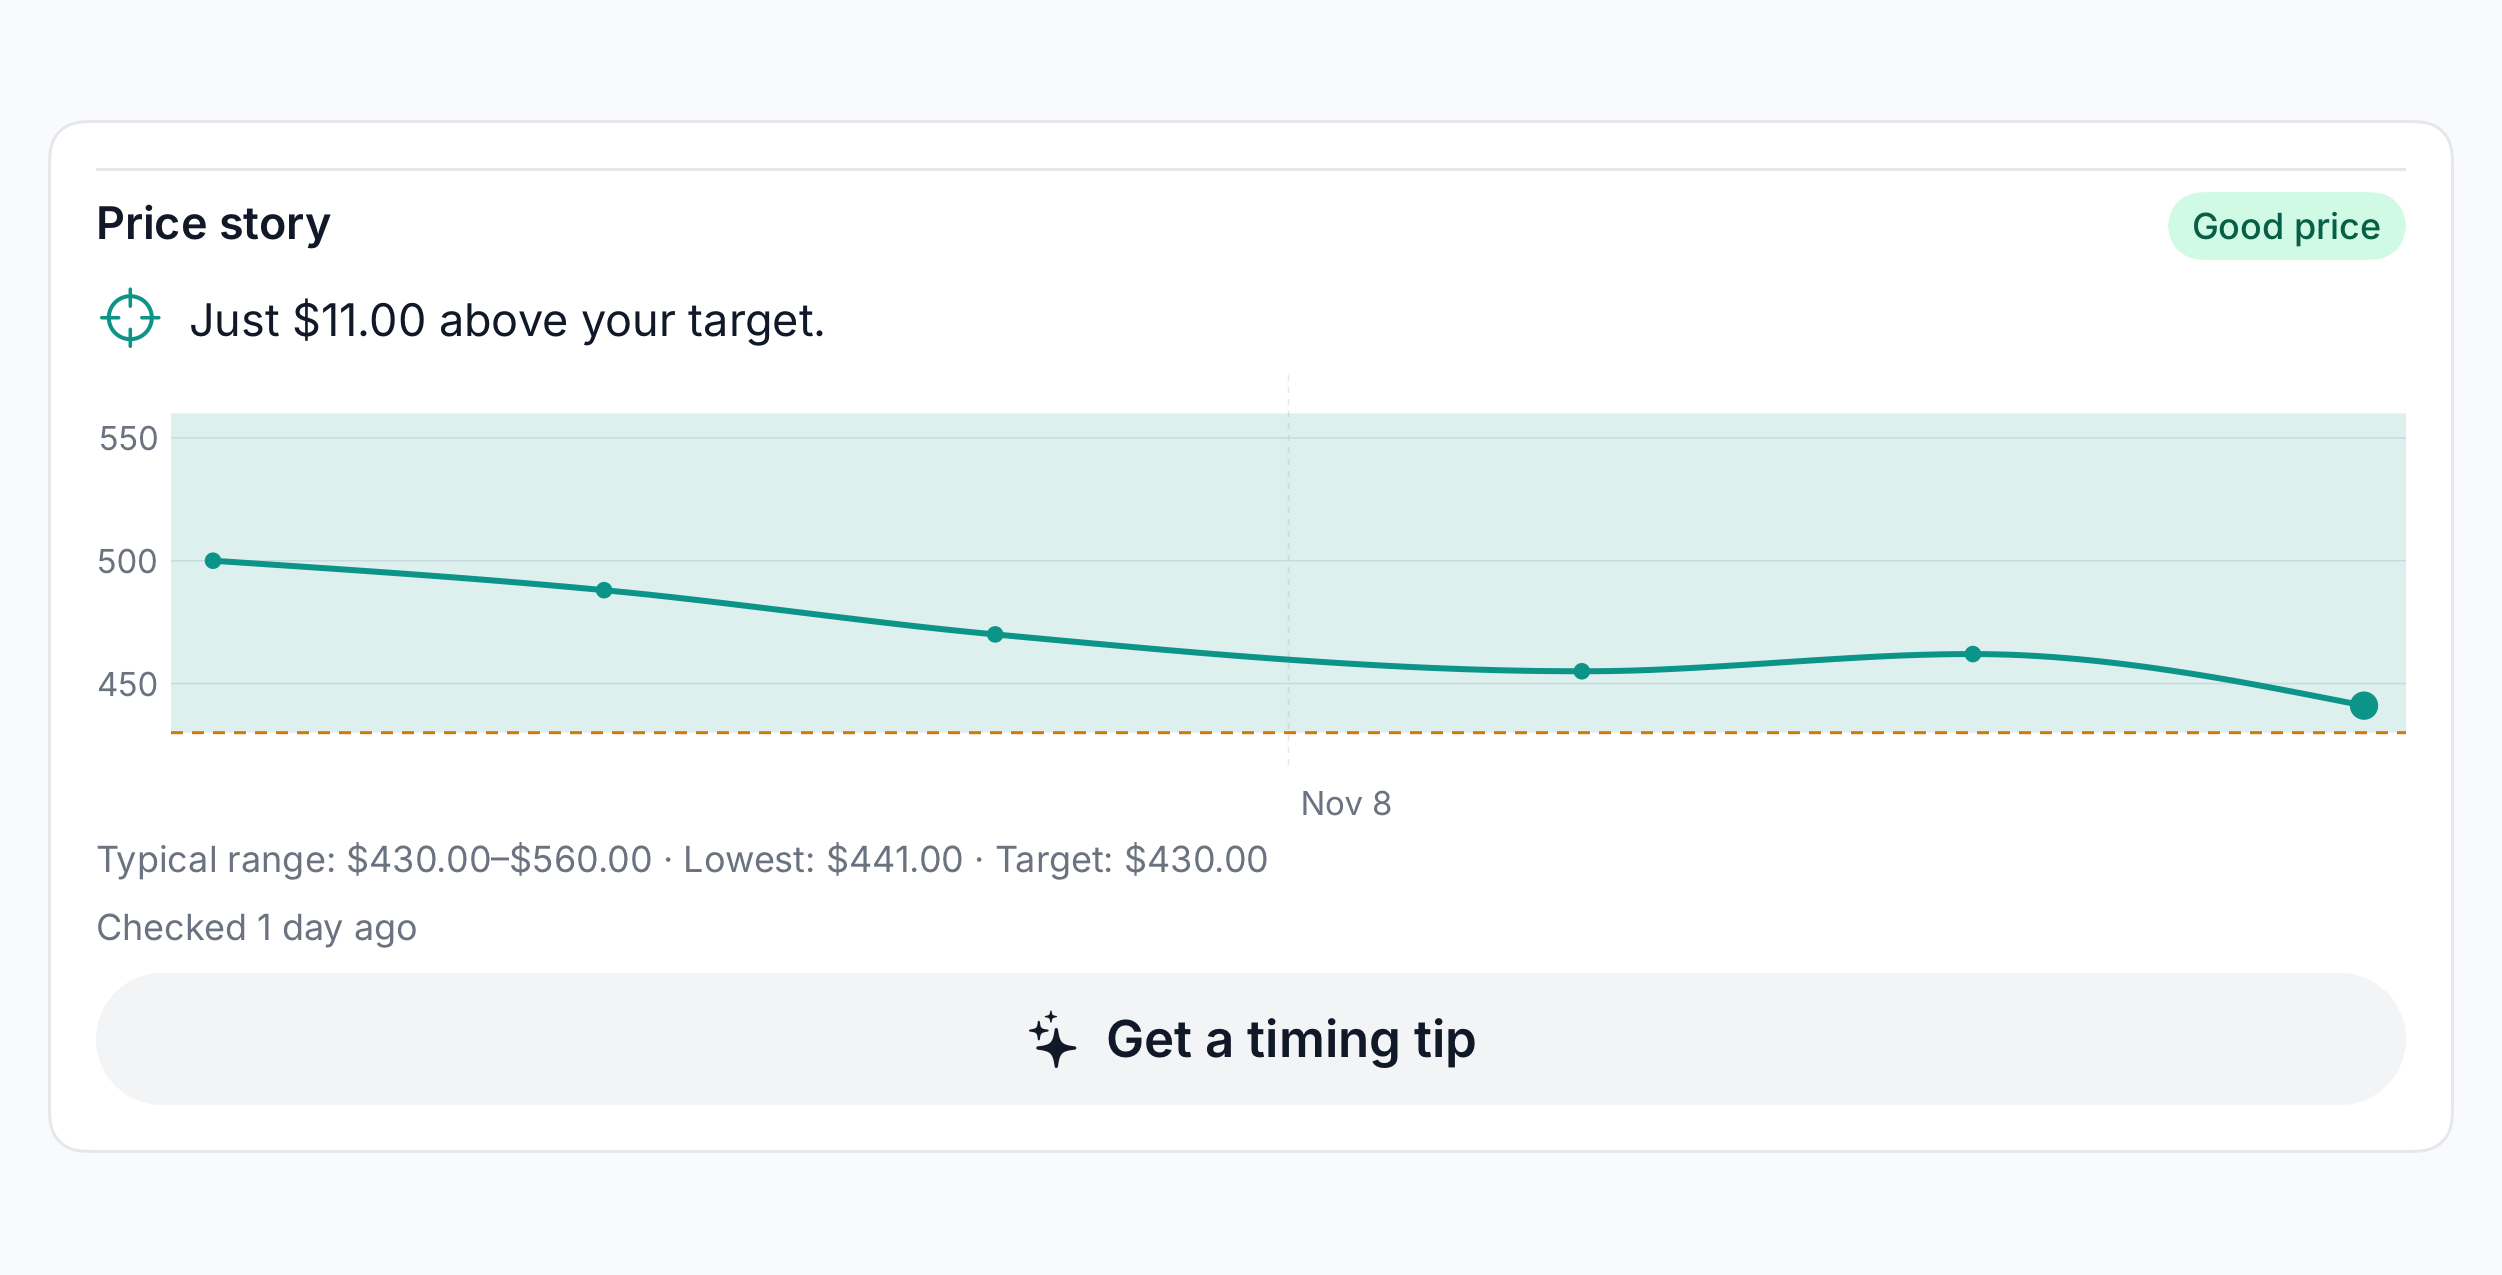 Price story
Good price
Just $11.00 above your target.
550
500
450
Nov 8
Typical range: $430.00–$560.00 · Lowest: $441.00 · Target: $430.00
Checked 1 day ago
Get a timing tip